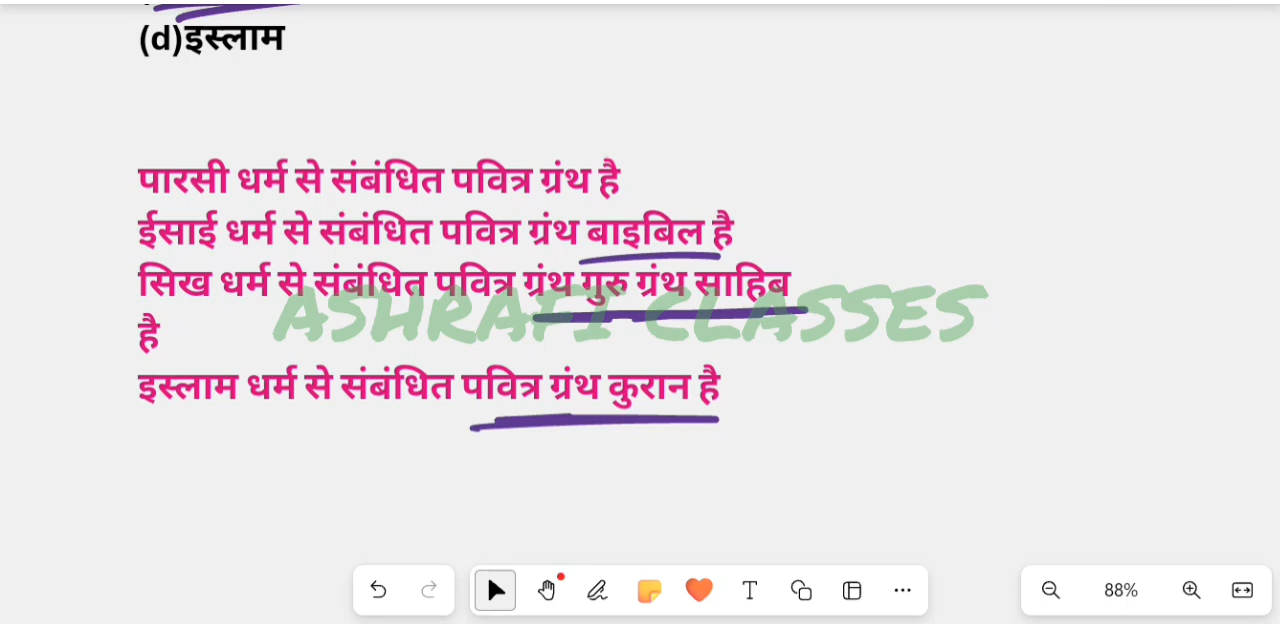 (d)इस्लाम
पारसी धर्म से संबंधित पवित्र ग्रंथ है
ईसाई धर्म से संबंधित पवित्र ग्रंथ बाइबिल है
सिख धर्म से संबंधित पवित्र ग्रंथ गुरु ग्रंथ साहिब
है
ASHRAFI CLASSES
इस्लाम धर्म से संबंधित पवित्र ग्रंथ कुरान है
88%